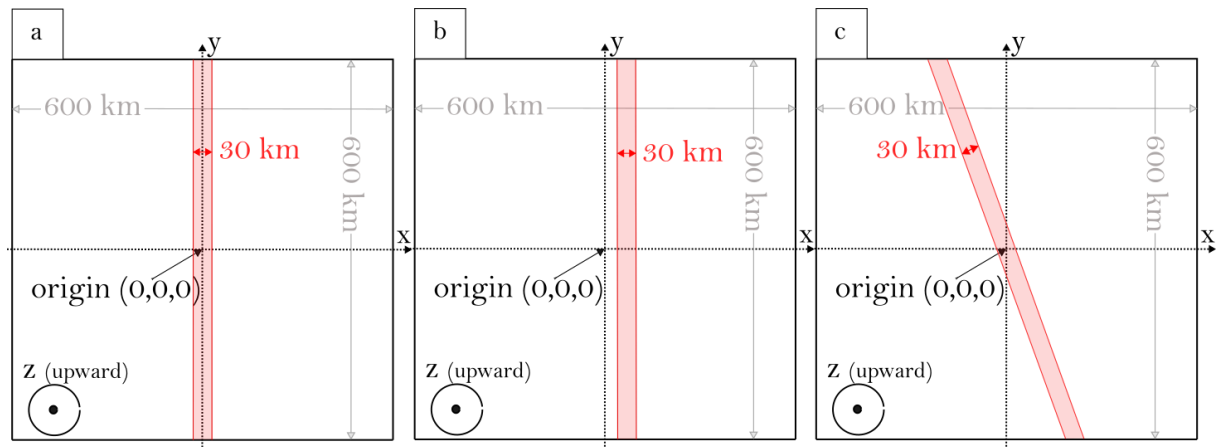 a
y
600 km
30 km
600 km
x
origin (0,0,0)
z (upward)
b
y
600 km
30 km
600 km
x
origin (0,0,0)
z (upward)
c
y
600 km
30 km
600 km
x
origin (0,0,0)
z (upward)